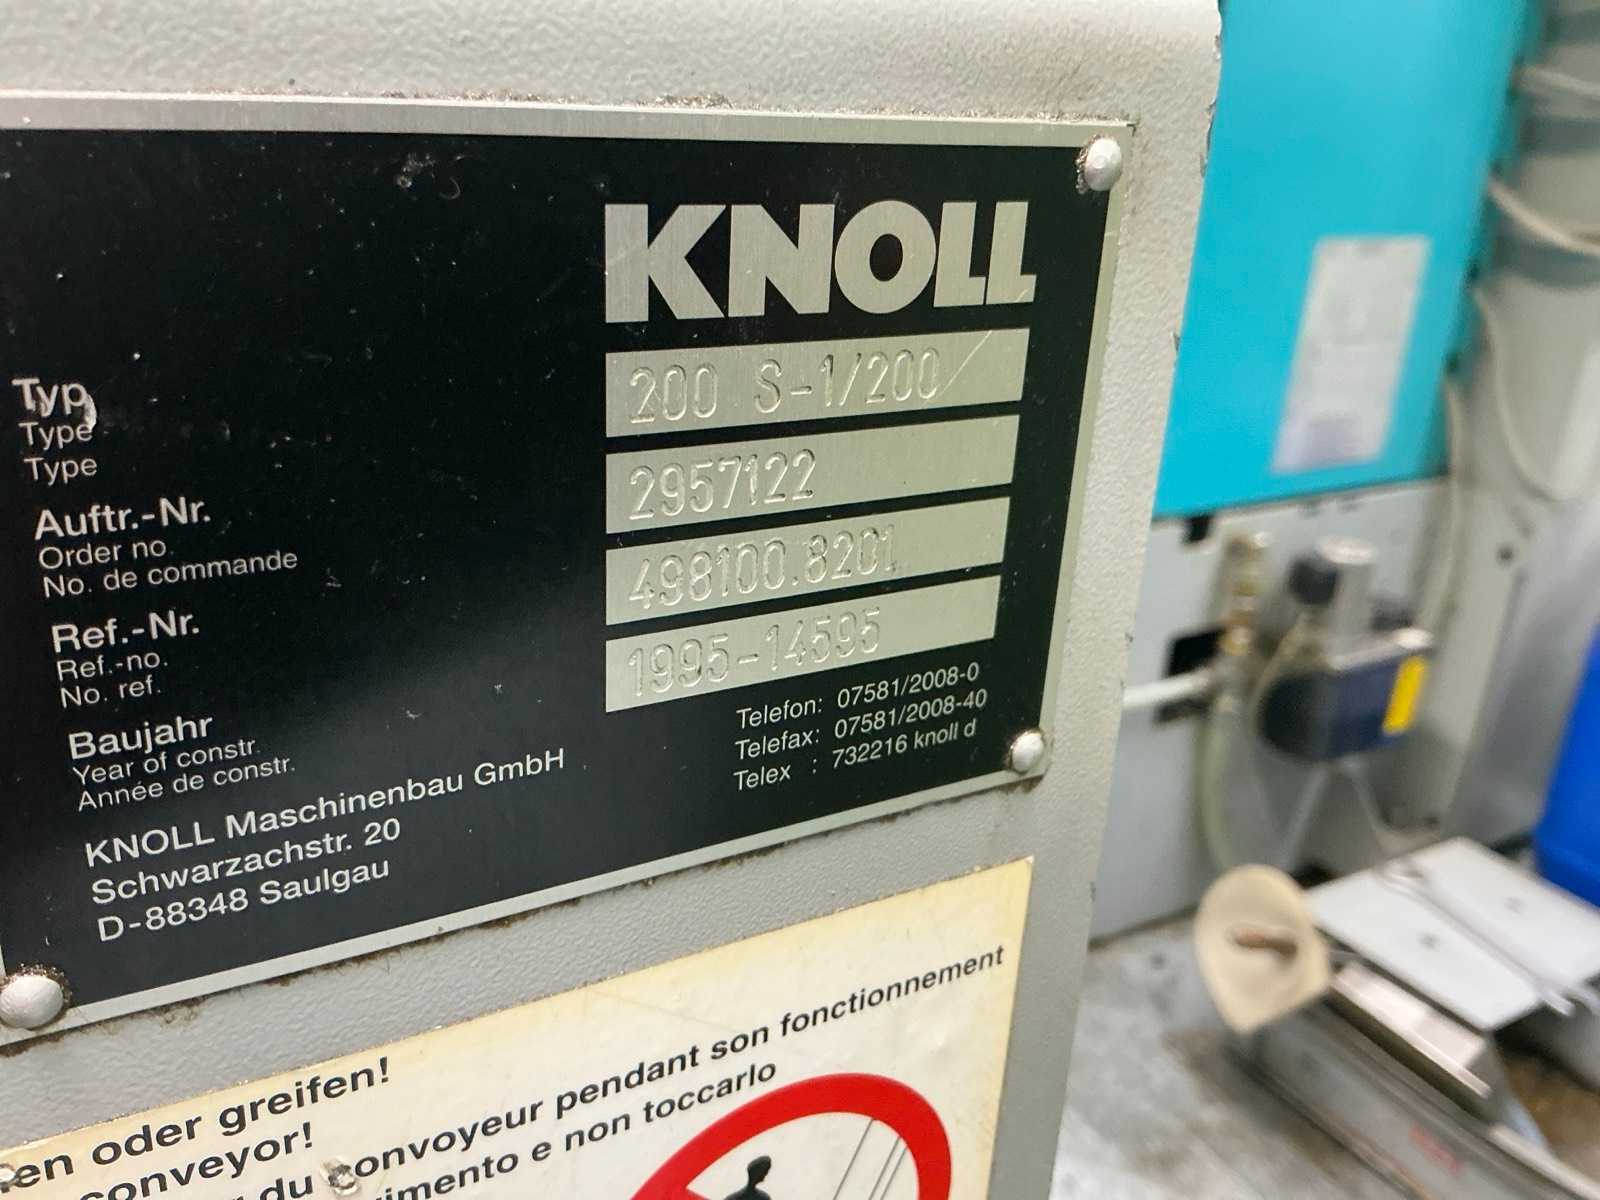 KNOLL
Typ
Type
Type
200 S-1/200
Auftr.-Nr.
Order no.
No. de commande
2957122
Ref.-Nr.
Ref.-no.
No. ref.
498100.8201
Baujahr
Year of constr.
Année de constr.
1995-14595
KNOLL Maschinenbau GmbH
Schwarzachstr. 20
D-88348 Saulgau
Telefon: 07581/2008-0
Telefax: 07581/2008-40
Telex : 732216 knoll d
en oder greifen!
conveyor!
du convoyeur pendant son fonctionnement
imento e non toccarlo